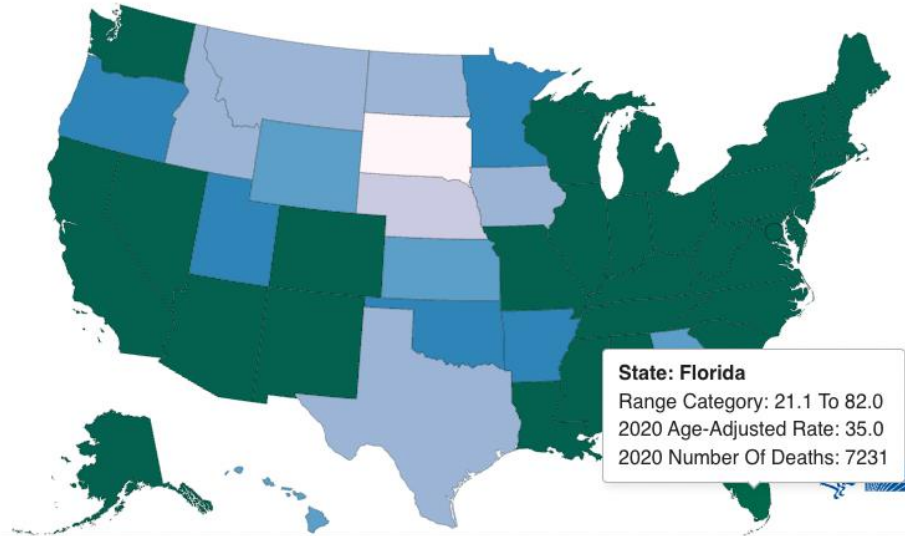 State: Florida
Range Category: 21.1 To 82.0
2020 Age-Adjusted Rate: 35.0
2020 Number Of Deaths: 7231